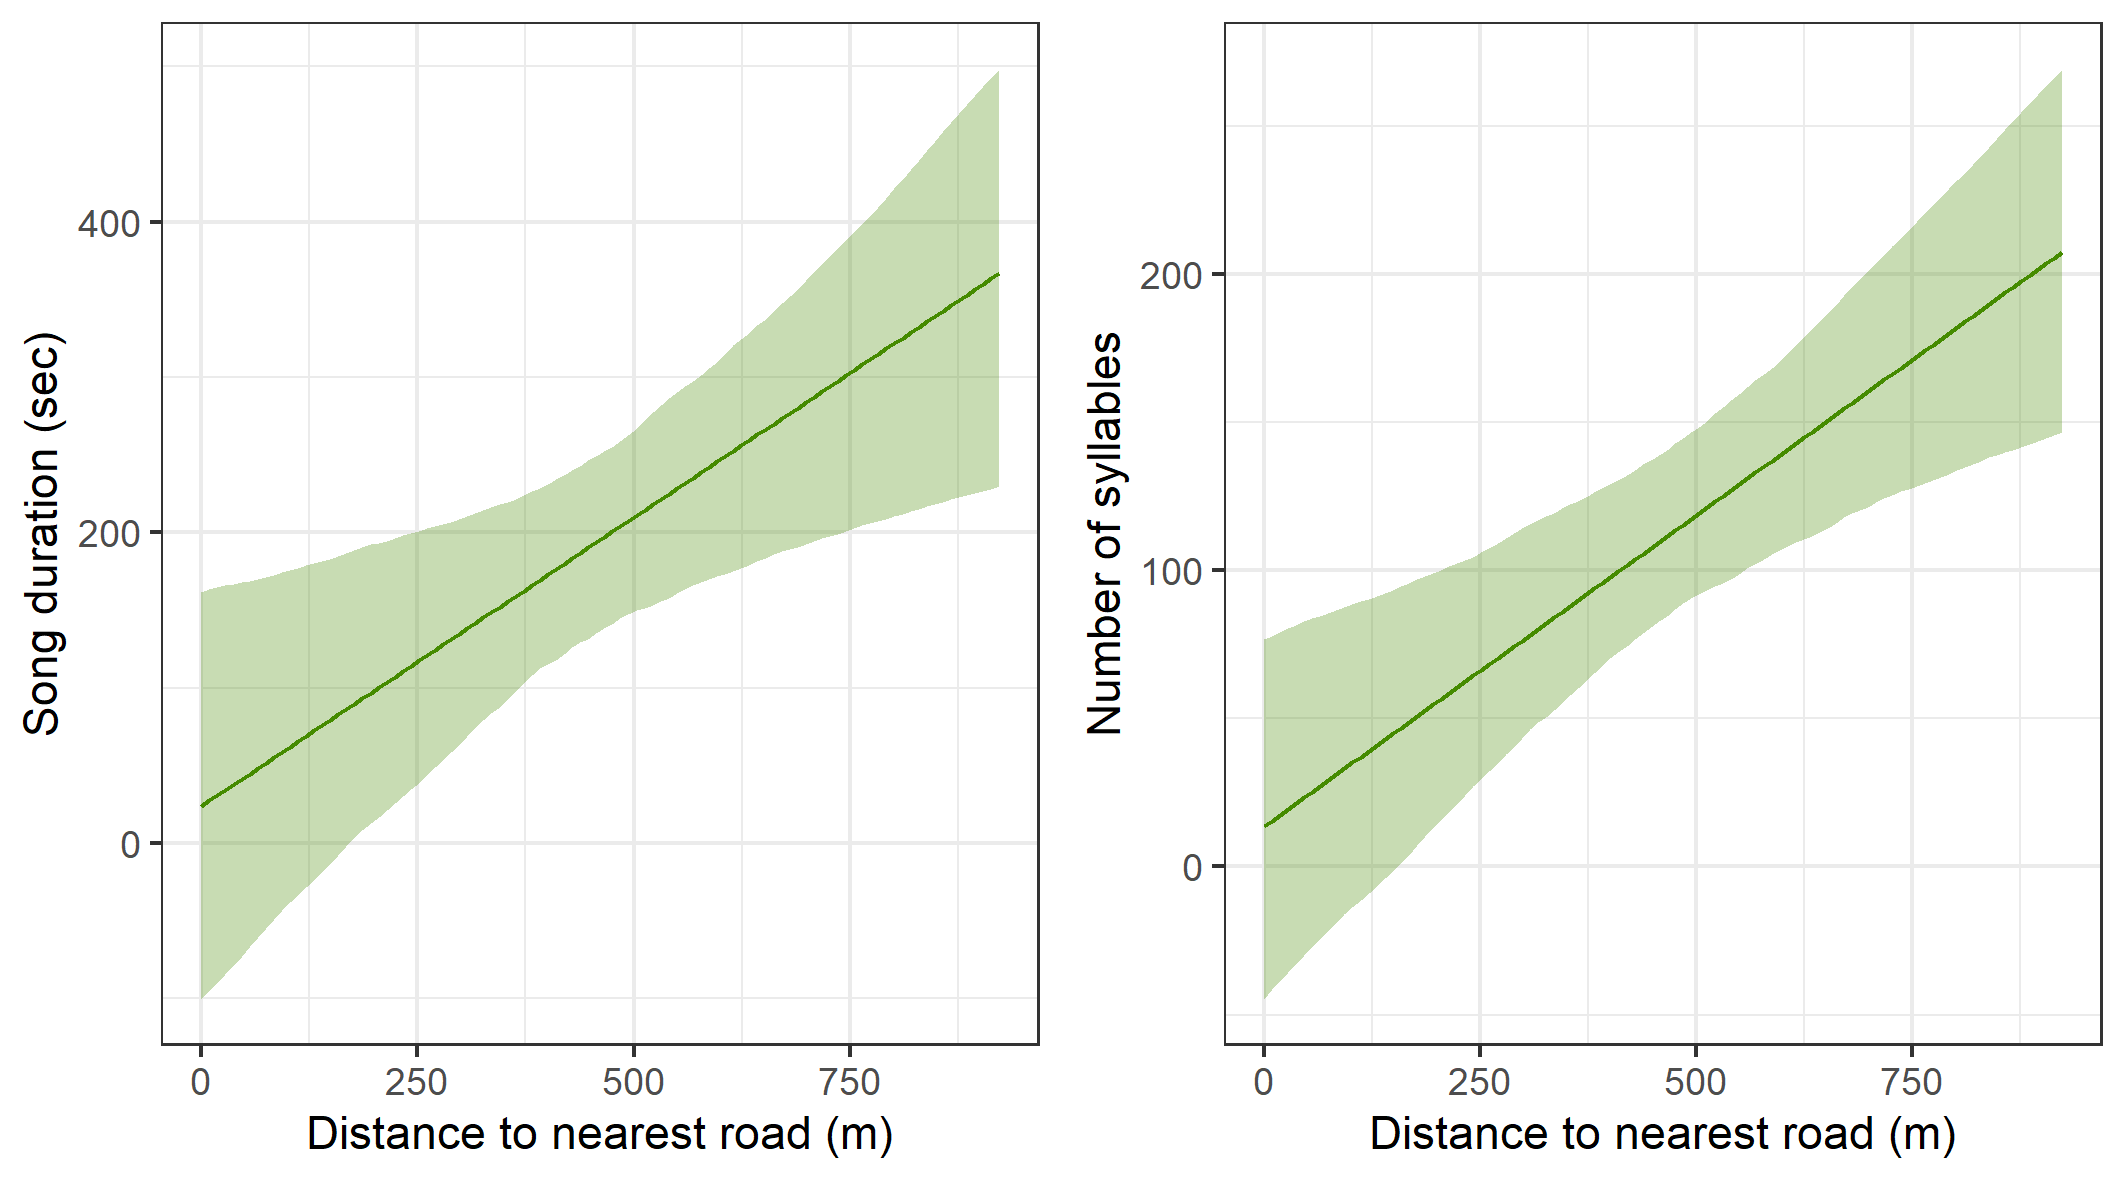 Song duration (sec)
400
200
0
0 250 500 750
Distance to nearest road (m)
Number of syllables
200
100
0
0 250 500 750
Distance to nearest road (m)